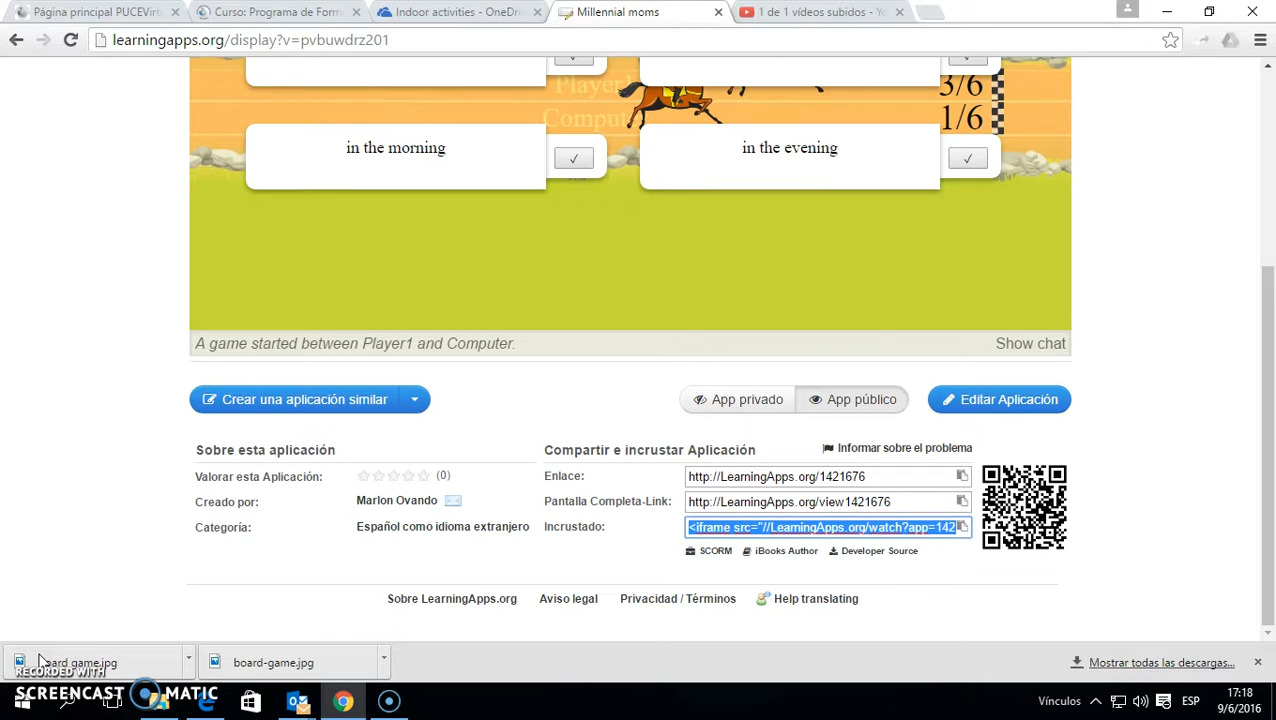 Página principal PUCEVirtu
Curso: Programa de Form
Indoor activities - OneDriv
Millennial moms
1 de 1 vídeos subidos - Yo
learningapps.org/display?v=pvbuwdrz201
Player1
3/6
Compute
1/6
in the morning
in the evening
A game started between Player1 and Computer.
Show chat
Crear una aplicación similar
App privado
App público
Editar Aplicación
Sobre esta aplicación
Compartir e incrustar Aplicación
Informar sobre el problema
Valorar esta Aplicación:
(0)
Enlace:
http://LearningApps.org/1421676
Creado por:
Marlon Ovando
Pantalla Completa-Link:
http://LearningApps.org/view1421676
Categoría:
Español como idioma extranjero
Incrustado:
<iframe src="//LearningApps.org/watch?app=142
SCORM
iBooks Author
Developer Source
Sobre LearningApps.org
Aviso legal
Privacidad / Términos
Help translating
board game.jpg
board-game.jpg
Mostrar todas las descargas...
RECORDED WITH
SCREENCAST MATIC
Vínculos
ESP
17:18
9/6/2016